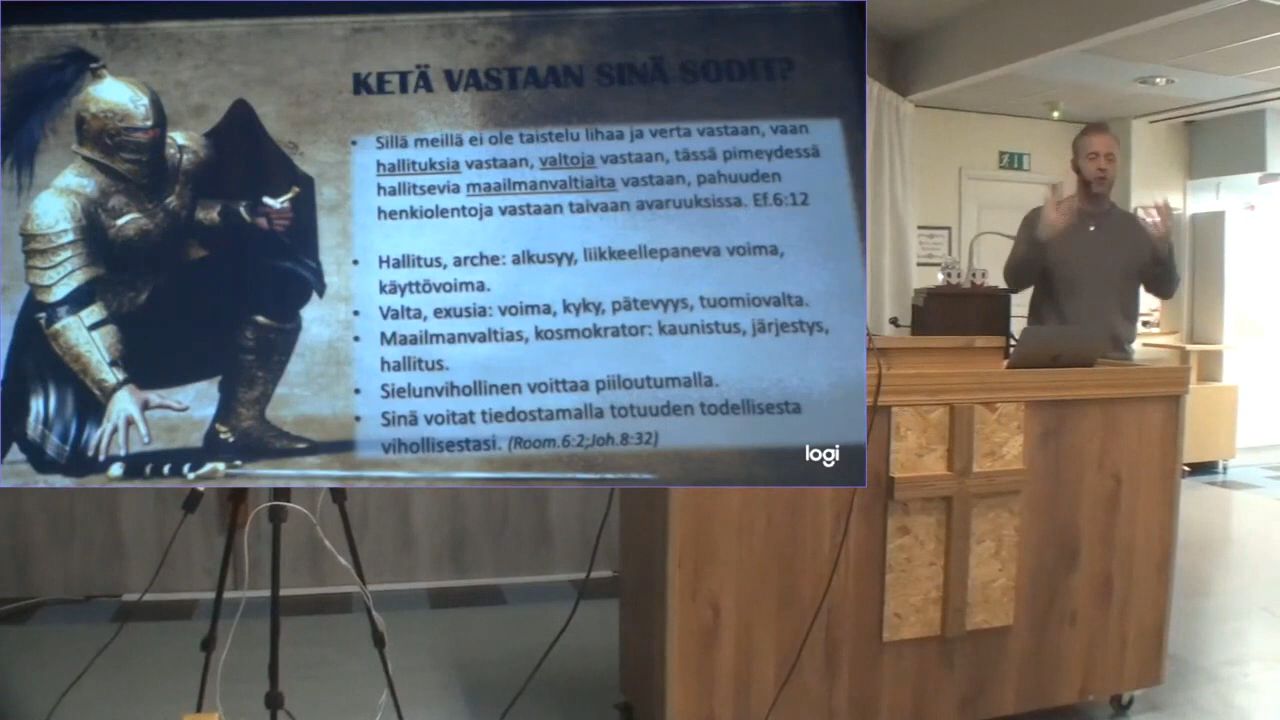 KETÄ VASTAAN SINÄ SODIT?
• Sillä meillä ei ole taistelu lihaa ja verta vastaan, vaan
hallituksia vastaan, valtoja vastaan, tässä pimeydessä
hallitsevia maailmanvaltiaita vastaan, pahuuden
henkiolentoja vastaan taivaan avaruuksissa. Ef.6:12
• Hallitus, arche: alkusyy, liikkeellepaneva voima,
käyttövoima.
• Valta, exusia: voima, kyky, pätevyys, tuomiovalta.
• Maailmanvaltias, kosmokrator: kaunistus, järjestys,
hallitus.
• Sielunvihollinen voittaa piiloutumalla.
• Sinä voitat tiedostamalla totuuden todellisesta
vihollisestasi. (Room.6:2;Joh.8:32)
logi